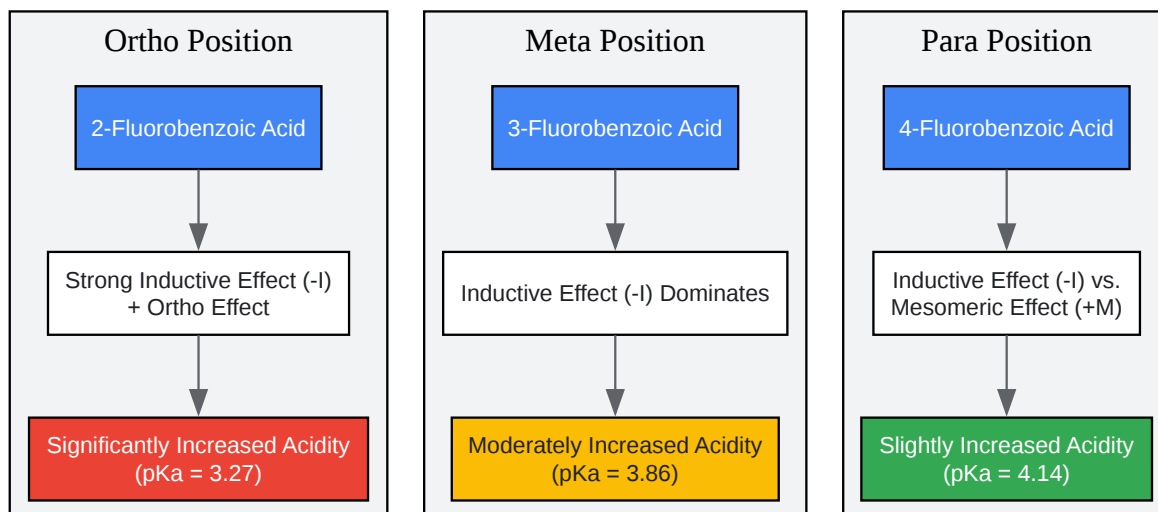 Ortho Position
2-Fluorobenzoic Acid
Strong Inductive Effect (-I)
+ Ortho Effect
Significantly Increased Acidity
(pKa = 3.27)
Meta Position
3-Fluorobenzoic Acid
Inductive Effect (-I) Dominates
Moderately Increased Acidity
(pKa = 3.86)
Para Position
4-Fluorobenzoic Acid
Inductive Effect (-I) vs.
Mesomeric Effect (+M)
Slightly Increased Acidity
(pKa = 4.14)